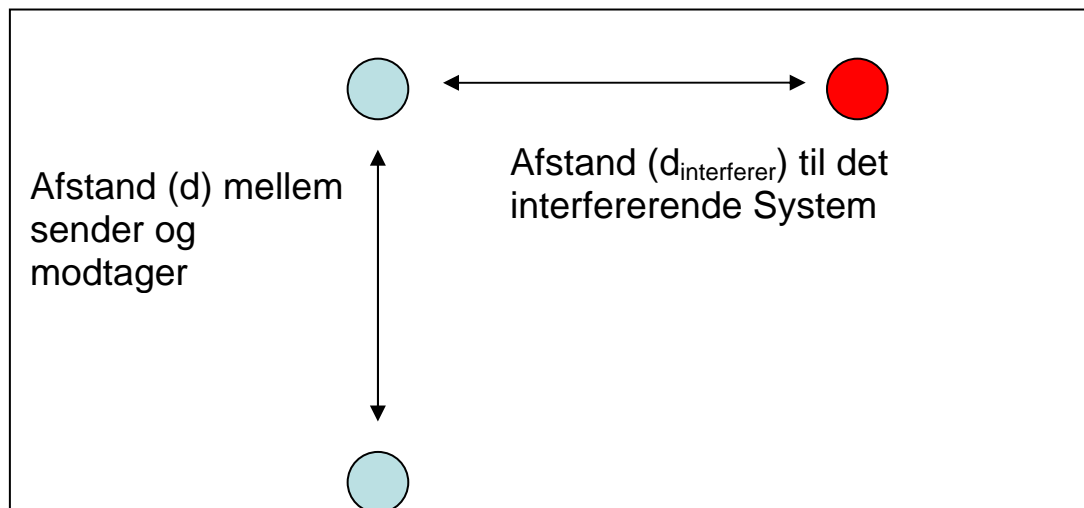 Afstand (d) mellem
sender og
modtager
Afstand (dinterferer) til det
interfererende System